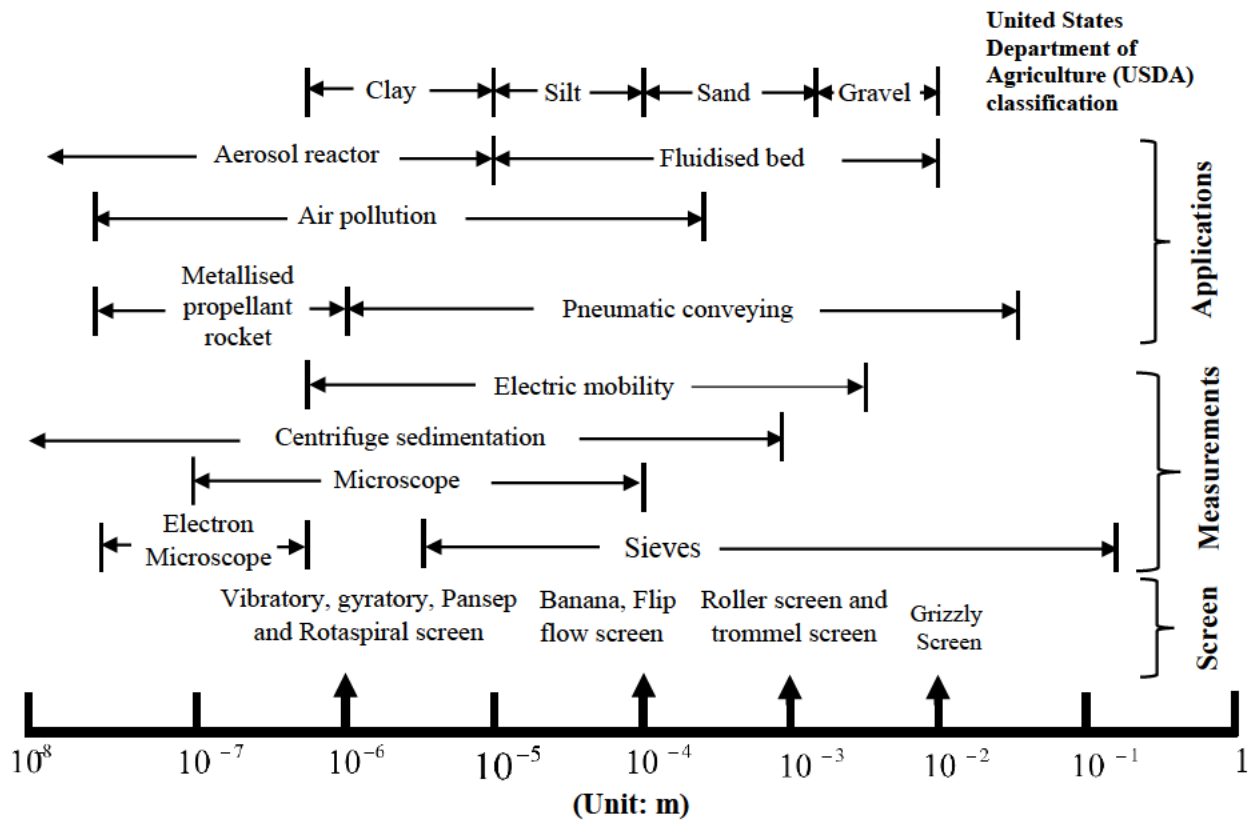 United States
Department of
Agriculture (USDA)
classification
Clay
Silt
Sand
Gravel
Aerosol reactor
Fluidised bed
Air pollution
Metallised
propellant
rocket
Pneumatic conveying
Applications
Electric mobility
Centrifuge sedimentation
Microscope
Electron
Microscope
Sieves
Measurements
Vibratory, gyratory, Pansep
and Rotaspiral screen
Banana, Flip
flow screen
Roller screen and
trommel screen
Grizzly
Screen
Screen
10⁻⁸ 10⁻⁷ 10⁻⁶ 10⁻⁵ 10⁻⁴ 10⁻³ 10⁻² 10⁻¹ 1
(Unit: m)